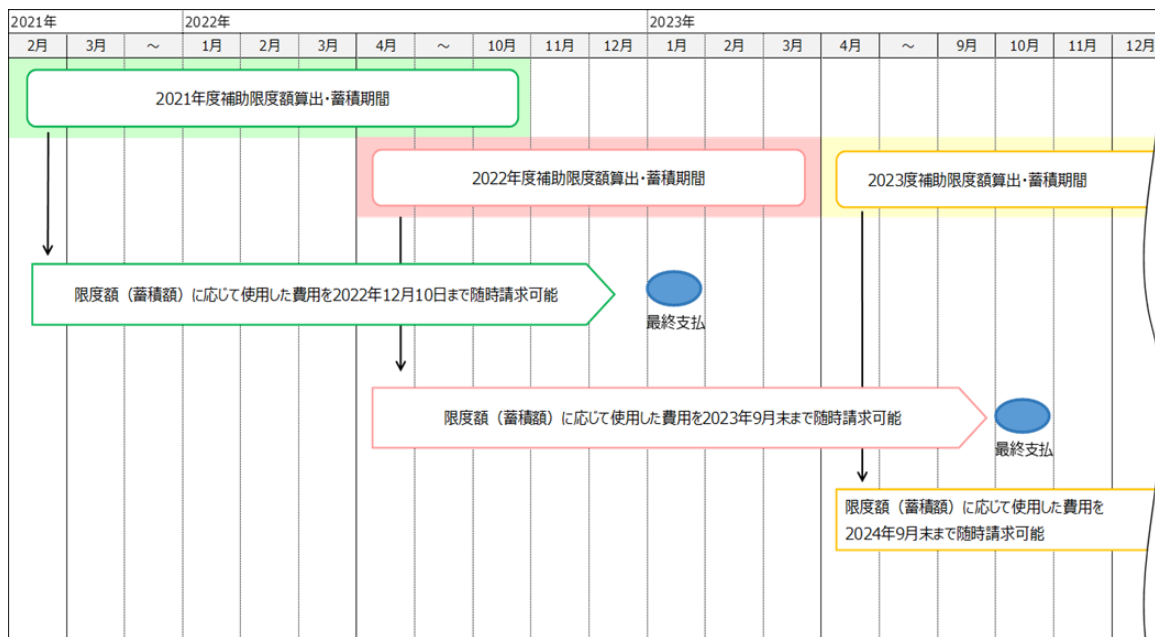 2021年 2022年 2023年
2月 3月 ～ 1月 2月 3月 4月 ～ 10月 11月 12月 1月 2月 3月 4月 ～ 9月 10月 11月 12月
2021年度補助限度額算出・蓄積期間
2022年度補助限度額算出・蓄積期間
2023度補助限度額算出・蓄積期間
限度額（蓄積額）に応じて使用した費用を2022年12月10日まで随時請求可能
最終支払
限度額（蓄積額）に応じて使用した費用を2023年9月末まで随時請求可能
最終支払
限度額（蓄積額）に応じて使用した費用を
2024年9月末まで随時請求可能